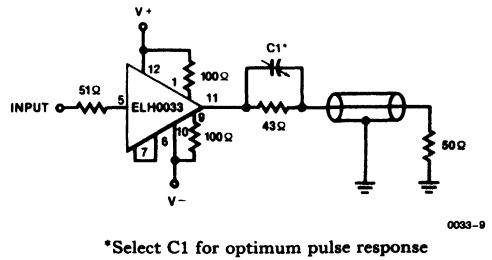 V+
C1*
12
1
100Ω
51Ω
ELH0033
11
INPUT
5
9
43Ω
10
100Ω
6
7
50Ω
V−
0033-9
*Select C1 for optimum pulse response